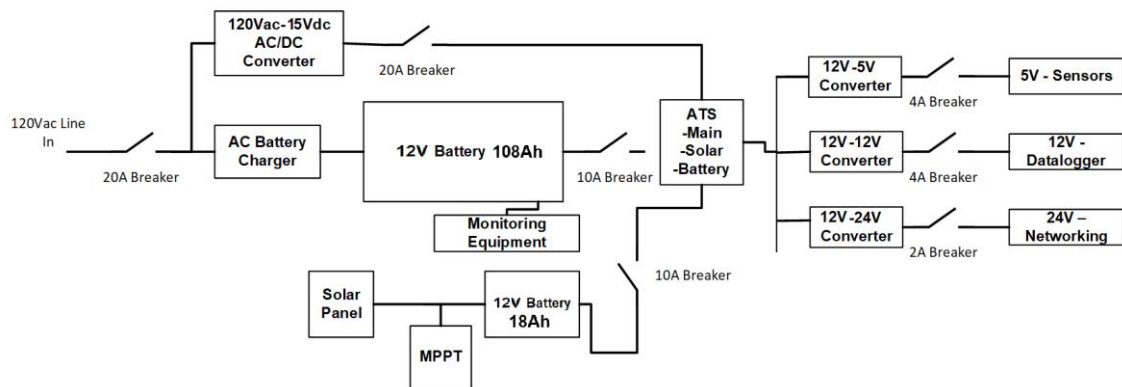 120Vac-15Vdc
AC/DC
Converter
20A Breaker
120Vac Line
In
20A Breaker
AC Battery
Charger
12V Battery 108Ah
10A Breaker
Monitoring
Equipment
ATS
-Main
-Solar
-Battery
12V -5V
Converter
4A Breaker
5V - Sensors
12V -12V
Converter
4A Breaker
12V -
Datalogger
12V -24V
Converter
2A Breaker
24V –
Networking
10A Breaker
Solar
Panel
MPPT
12V Battery
18Ah